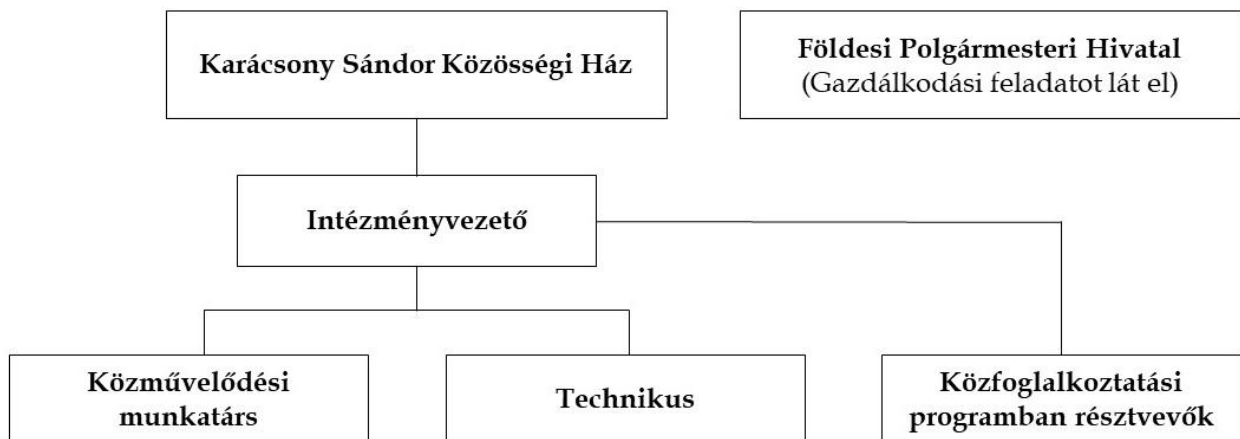 Karácsony Sándor Közösségi Ház
Földesi Polgármesteri Hivatal
(Gazdálkodási feladatot lát el)
Intézményvezető
Közművelődési
munkatárs
Technikus
Közfoglalkoztatási
programban résztvevők